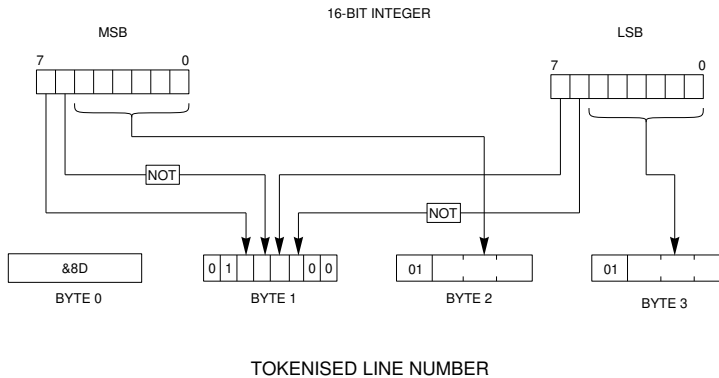 16-BIT INTEGER
MSB
LSB
7 0
7 0
NOT
NOT
&8D
0 1 0 0
01
01
BYTE 0
BYTE 1
BYTE 2
BYTE 3
TOKENISED LINE NUMBER